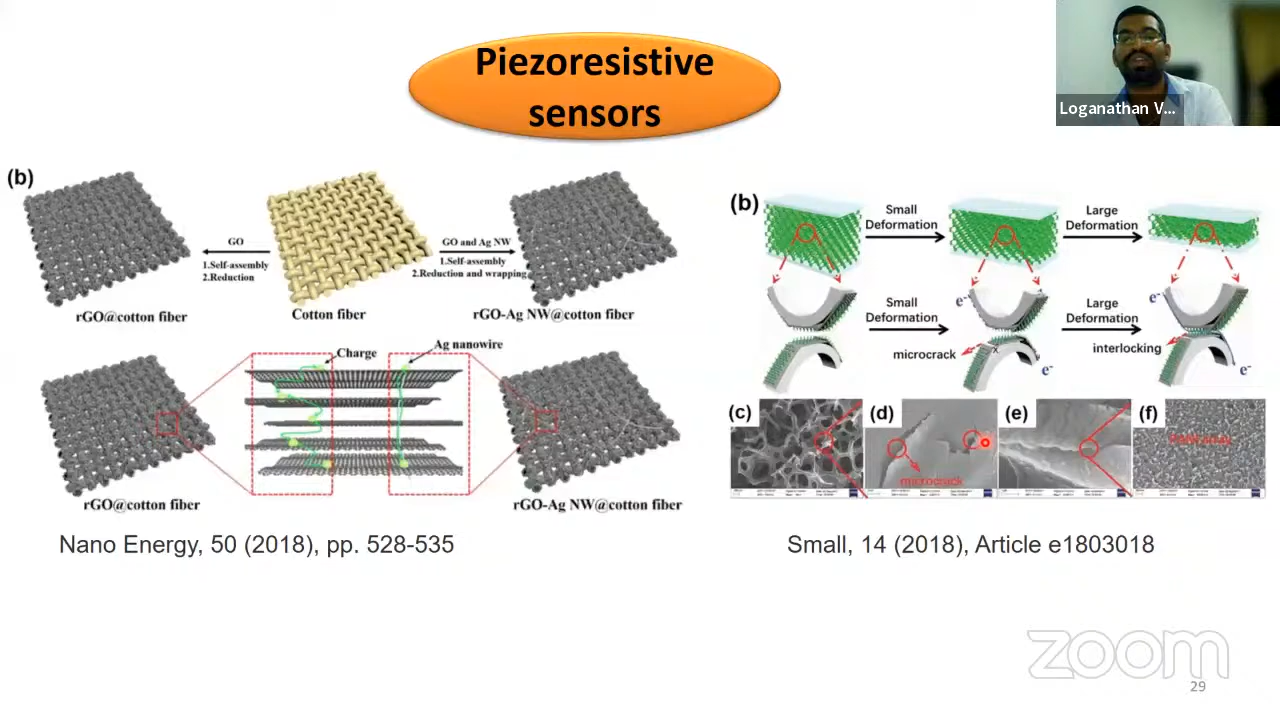 Piezoresistive
sensors
Loganathan V...
(b)
GO
1.Self-assembly
2.Reduction
GO and Ag NW
1.Self-assembly
2.Reduction and wrapping
rGO@cotton fiber
Cotton fiber
rGO-Ag NW@cotton fiber
Charge
Ag nanowire
rGO@cotton fiber
rGO-Ag NW@cotton fiber
Nano Energy, 50 (2018), pp. 528-535
(b)
Small
Deformation
Large
Deformation
Small
Deformation
e-
Large
Deformation
e-
microcrack
e-
interlocking
e-
(c)
(d)
microcrack
(e)
(f)
Small, 14 (2018), Article e1803018
zoom
29